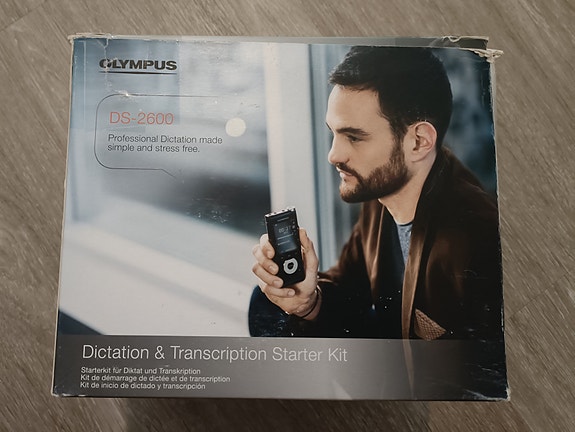 OLYMPUS
DS-2600
Professional Dictation made
simple and stress free.
Dictation & Transcription Starter Kit
Starterkit für Diktat und Transkription
Kit de démarrage de dictée et de transcription
Kit de inicio de dictado y transcripción